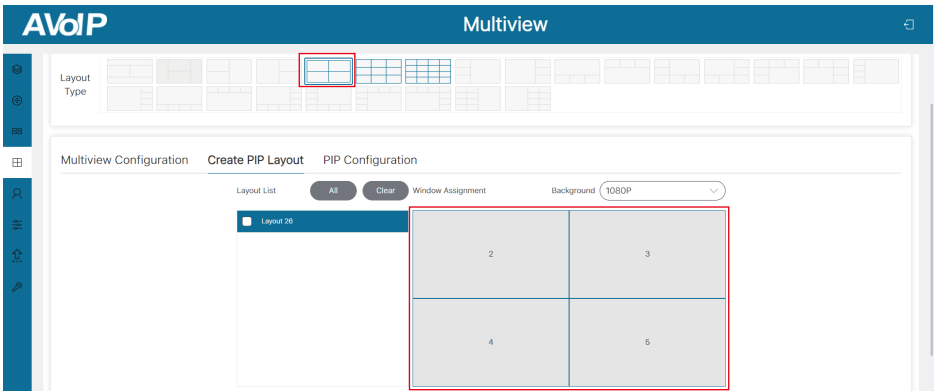 AVoIP
Multiview
Layout
Type
Multiview Configuration Create PIP Layout PIP Configuration
Layout List All Clear Window Assignment Background 1080P
Layout 26
2 3
4 5